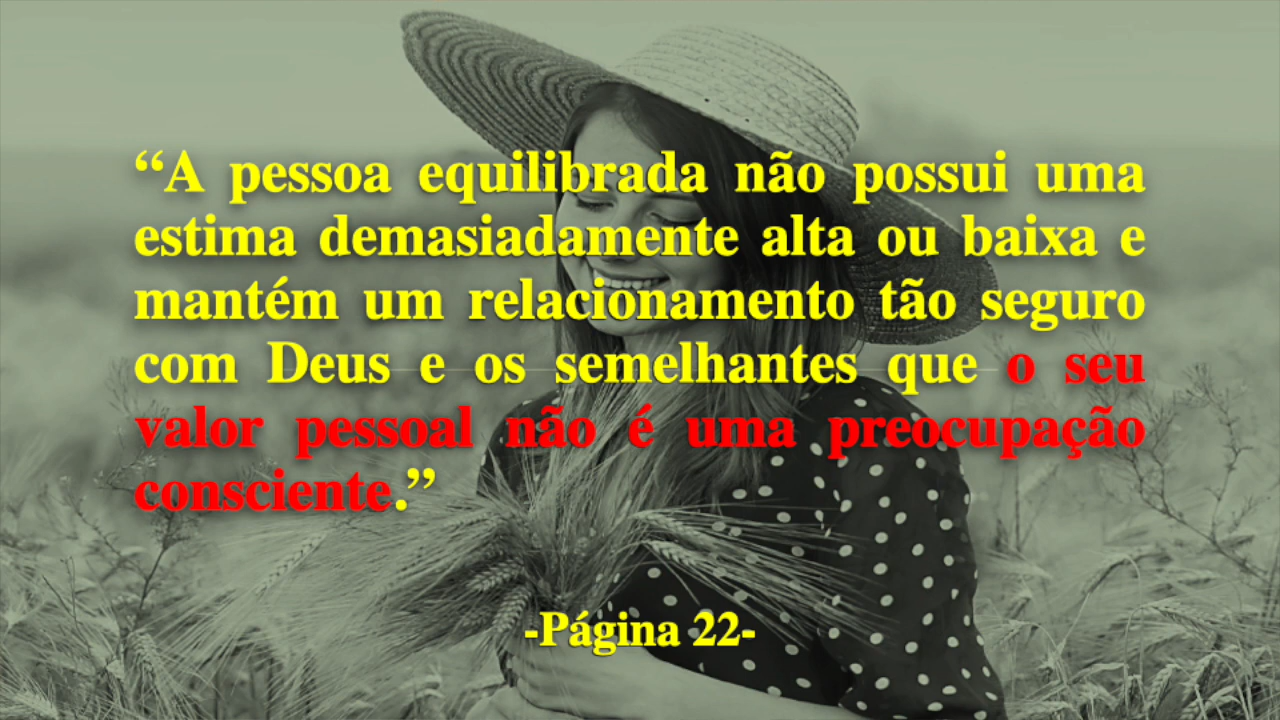 “A pessoa equilibrada não possui uma
estima demasiadamente alta ou baixa e
mantém um relacionamento tão seguro
com Deus e os semelhantes que o seu
valor pessoal não é uma preocupação
consciente.”
-Página 22-